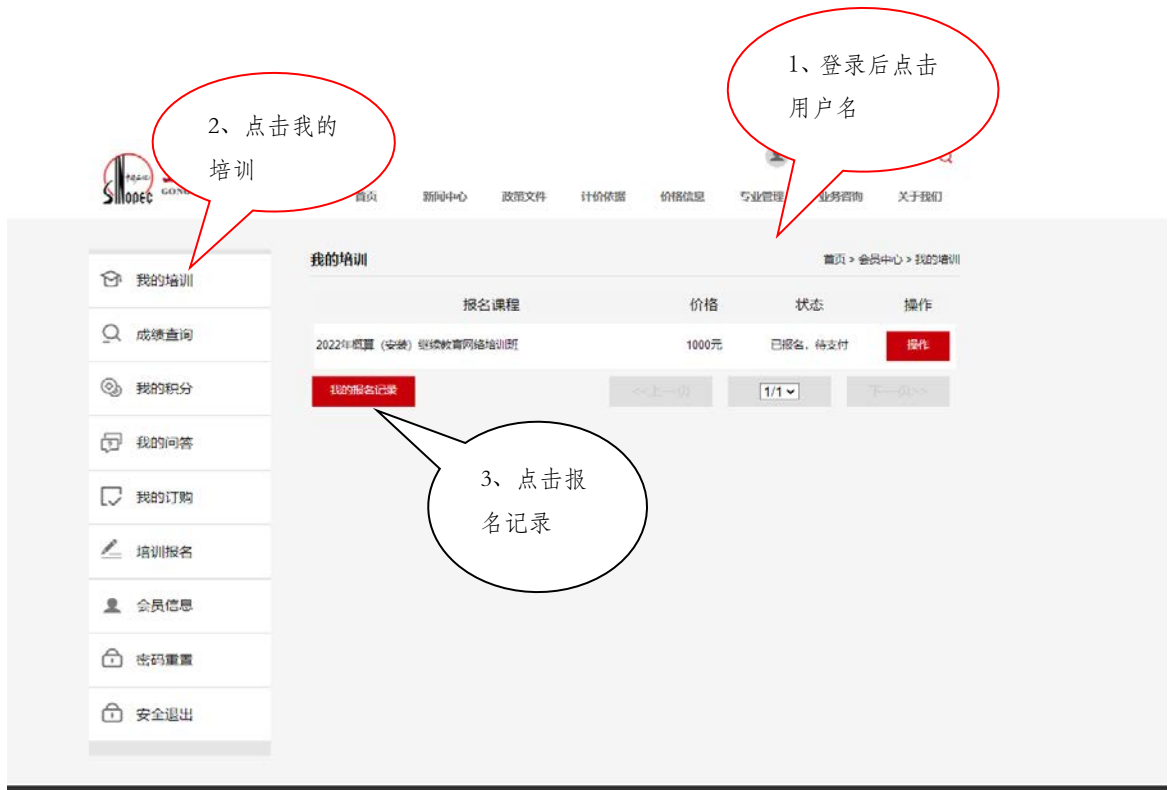 1、登录后点击
用户名
2、点击我的
培训
Sinopec
首页 新闻中心 政策文件 计价依据 价格信息 专业管理 业务咨询 关于我们
我的培训
首页 > 会员中心 > 我的培训
我的培训
成绩查询
我的积分
我的问答
我的订购
培训报名
会员信息
密码重置
安全退出
报名课程 价格 状态 操作
2022年概算（安装）继续教育网络培训班 1000元 已报名，待支付 操作
我的报名记录 <<上一页 1/1 下一页>>
3、点击报
名记录